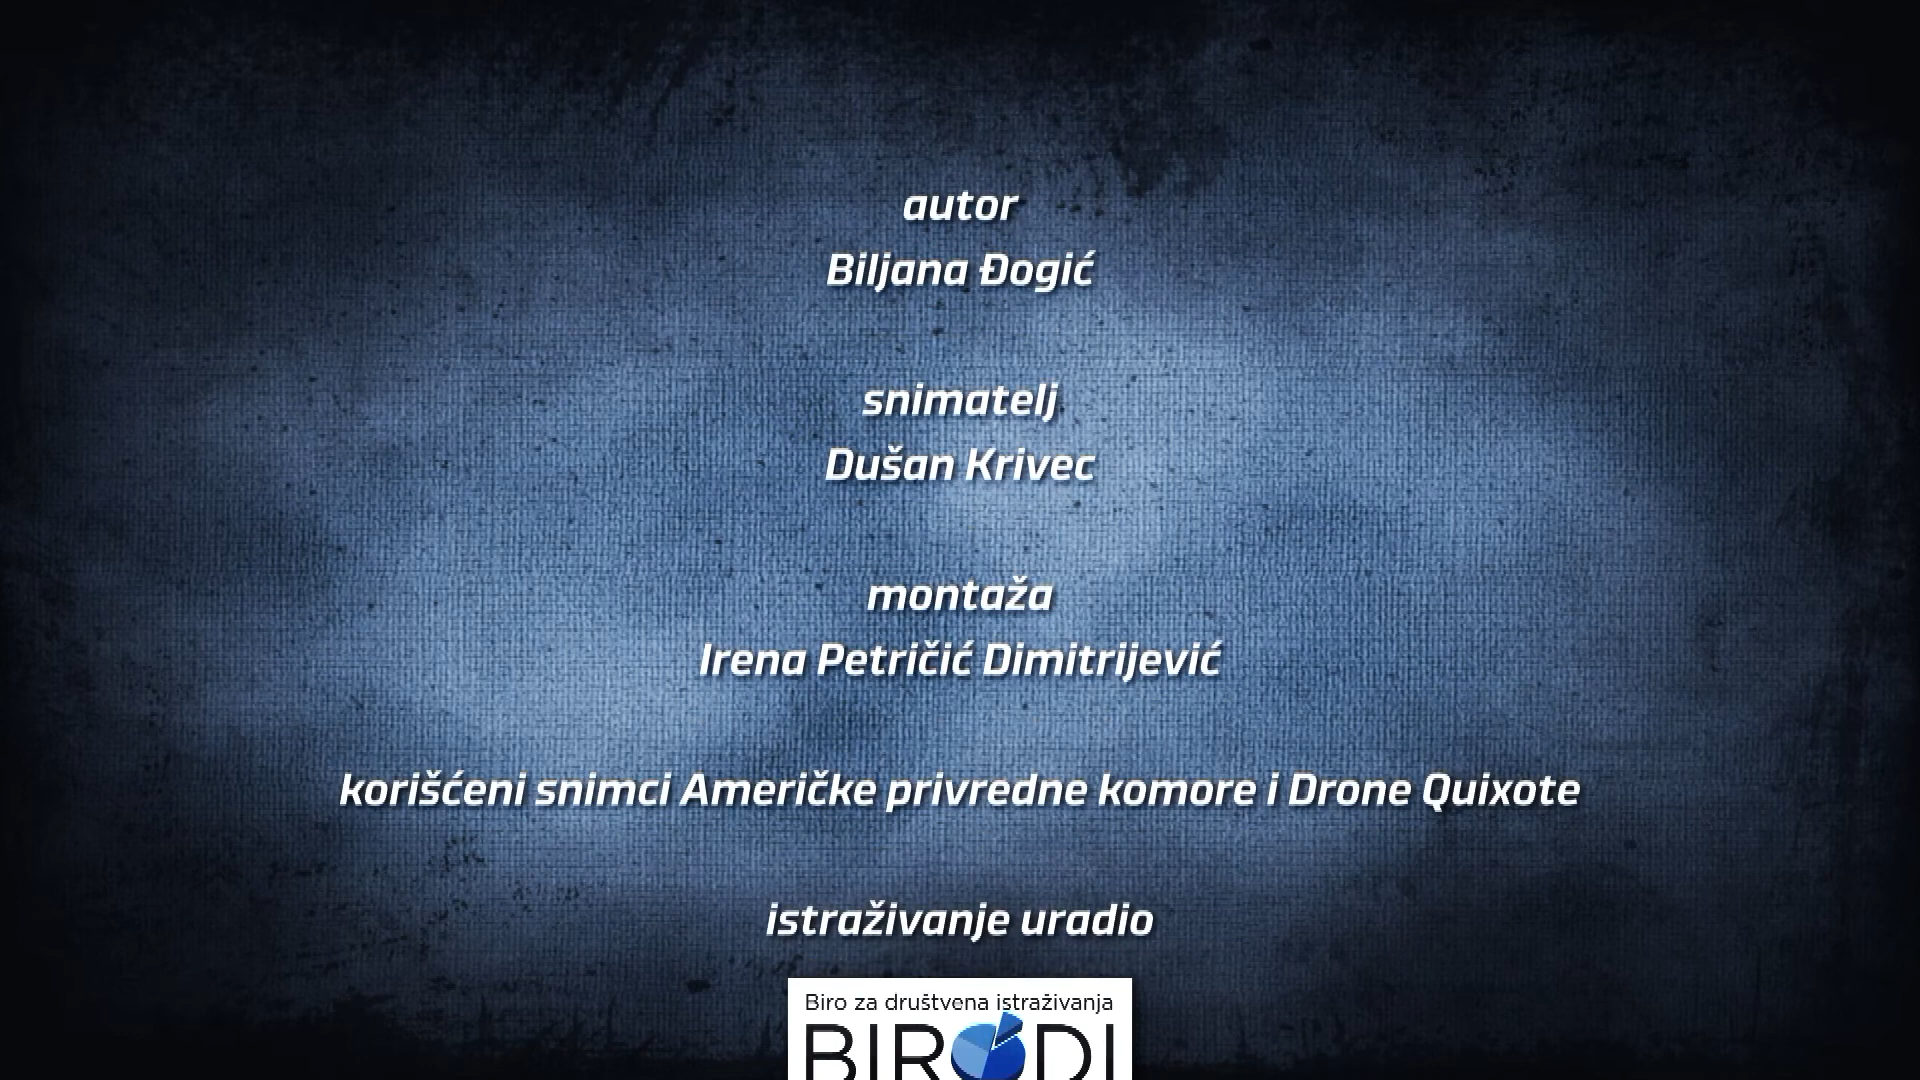 autor
Biljana Đogić
snimatelj
Dušan Krivec
montaža
Irena Petričić Dimitrijević
korišćeni snimci Američke privredne komore i Drone Quixote
istraživanje uradio
Biro za društvena istraživanja
BIRODI